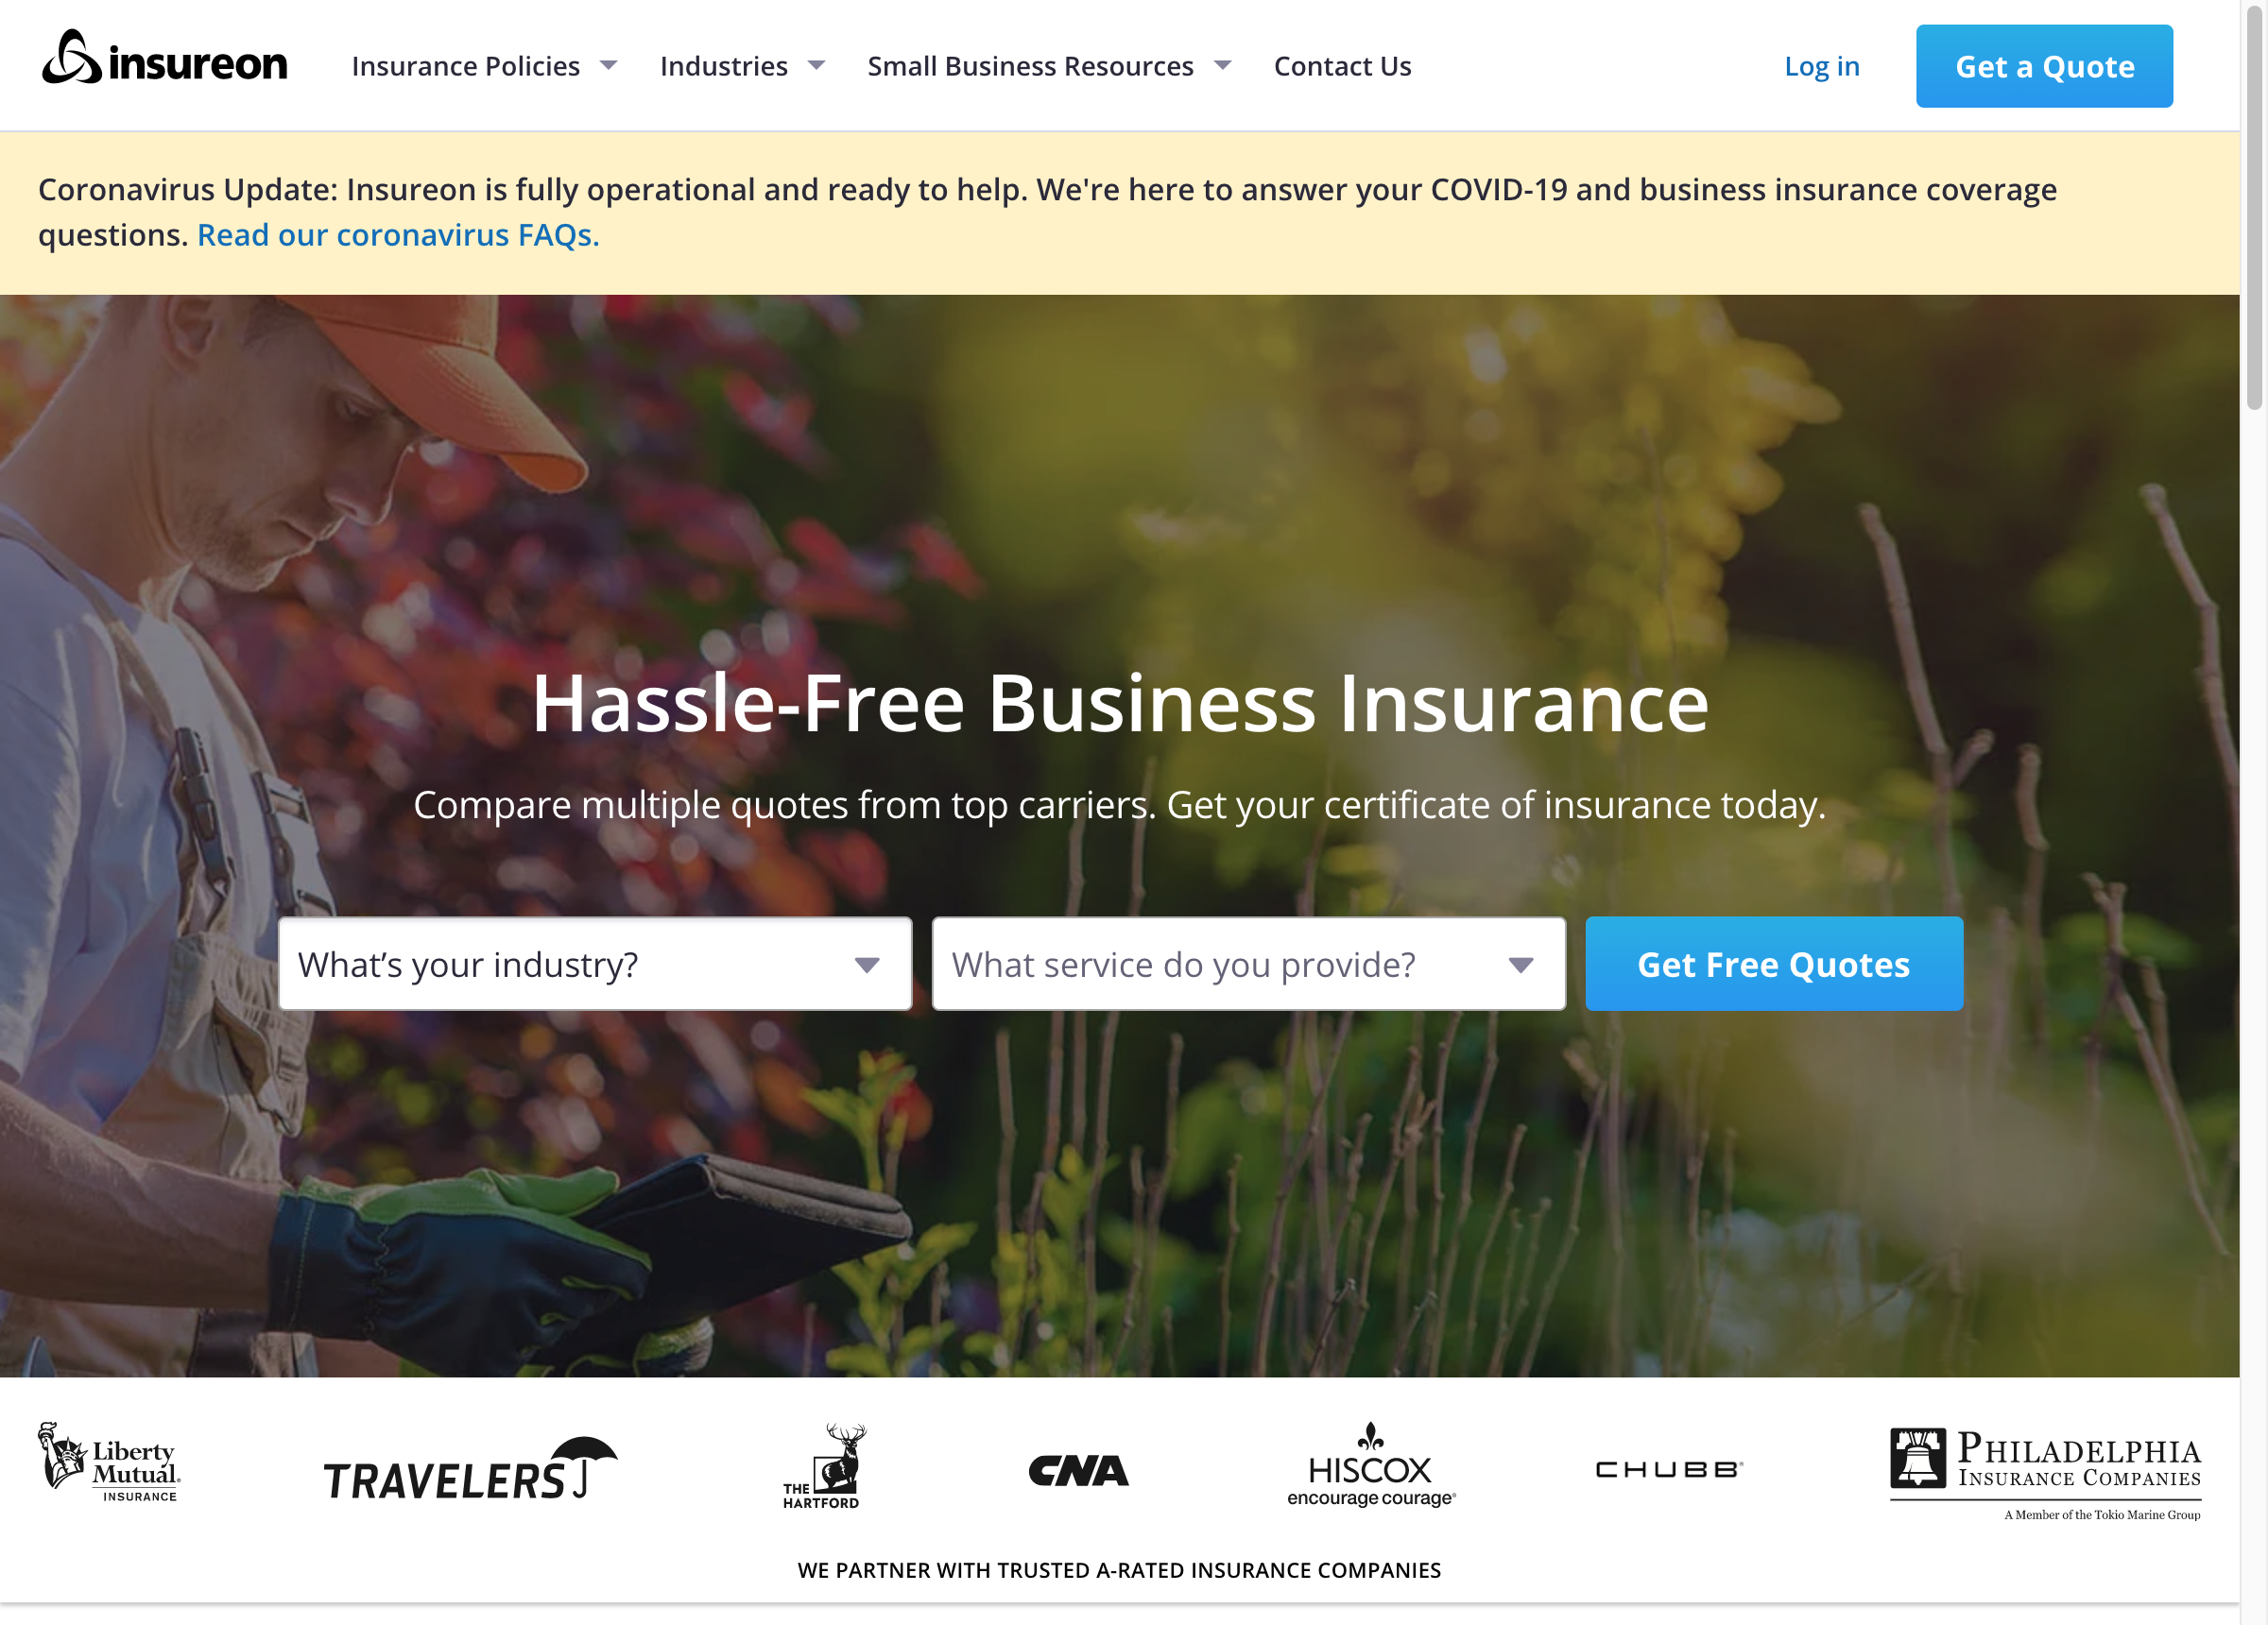 insureon
Insurance Policies
Industries
Small Business Resources
Contact Us
Log in
Get a Quote
Coronavirus Update: Insureon is fully operational and ready to help. We're here to answer your COVID-19 and business insurance coverage
questions. Read our coronavirus FAQs.
Hassle-Free Business Insurance
Compare multiple quotes from top carriers. Get your certificate of insurance today.
What’s your industry?
What service do you provide?
Get Free Quotes
Liberty
Mutual®
INSURANCE
TRAVELERS
THE
HARTFORD
CNA
HISCOX
encourage courage®
CHUBB®
PHILADELPHIA
INSURANCE COMPANIES
A Member of the Tokio Marine Group
WE PARTNER WITH TRUSTED A-RATED INSURANCE COMPANIES